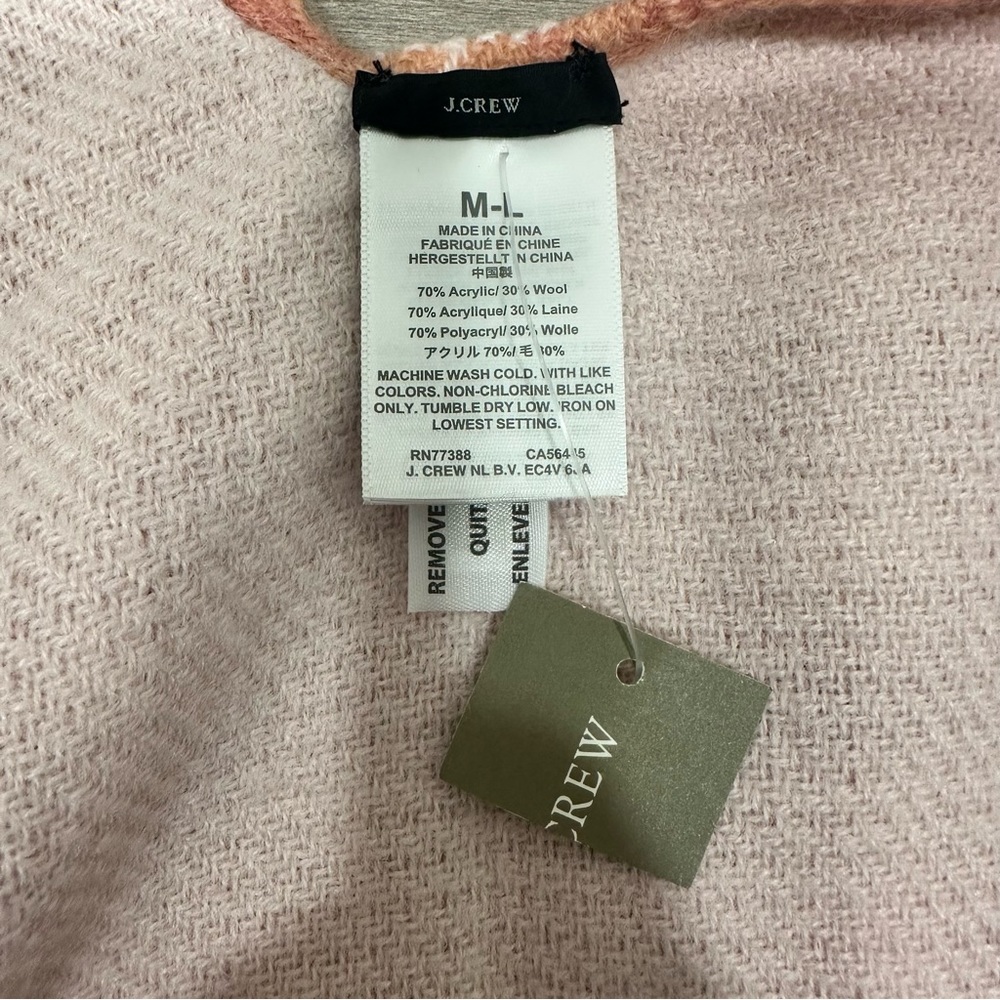 J.CREW
M-L
MADE IN CHINA
FABRIQUÉ EN CHINE
HERGESTELLT IN CHINA
中国製
70% Acrylic/ 30% Wool
70% Acrylique/ 30% Laine
70% Polyacryl/ 30% Wolle
アクリル 70%/ 毛 30%
MACHINE WASH COLD. WITH LIKE
COLORS. NON-CHLORINE BLEACH
ONLY. TUMBLE DRY LOW. IRON ON
LOWEST SETTING.
RN77388 
J. CREW NL B.V. EC4V
REMOVE
QUIT
ENLEVE
CREW